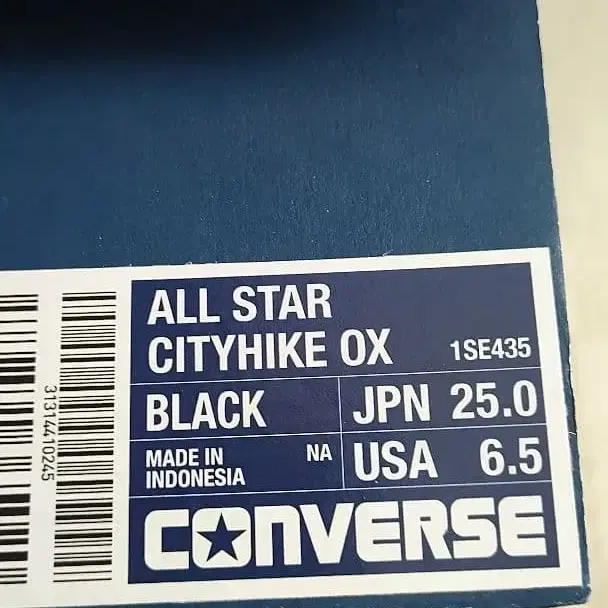 ALL STAR
CITYHIKE OX 1SE435
BLACK JPN 25.0
MADE IN INDONESIA NA USA 6.5
CONVERSE
31314410245